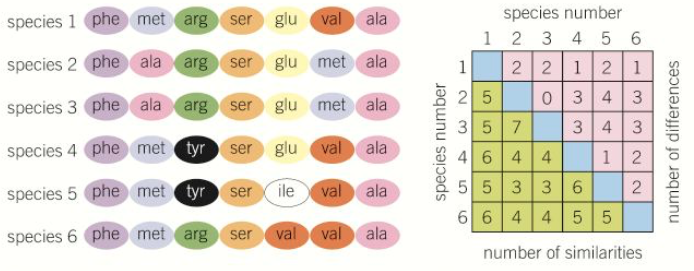 species 1 phe met arg ser glu val ala
species 2 phe ala arg ser glu met ala
species 3 phe ala arg ser glu met ala
species 4 phe met tyr ser glu val ala
species 5 phe met tyr ser ile val ala
species 6 phe met arg ser val val ala
species number
1 2 3 4 5 6
1 2 2 1 2 1
2 5 0 3 4 3
3 5 7 3 4 3
4 6 4 4 1 2
5 5 3 3 6 2
6 6 4 4 5 5
species number
number of differences
number of similarities